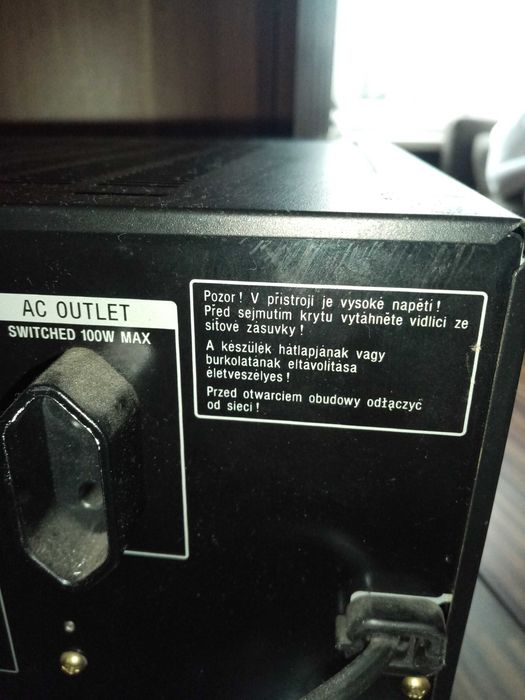 AC OUTLET
SWITCHED 100W MAX
Pozor! V přístroji je vysoké napětí!
Před sejmutím krytu vytáhněte vidlici ze
síťové zásuvky!
A készülék hátlapjának vagy
burkolatának eltávolítása
életveszélyes!
Przed otwarciem obudowy odłączyć
od sieci!